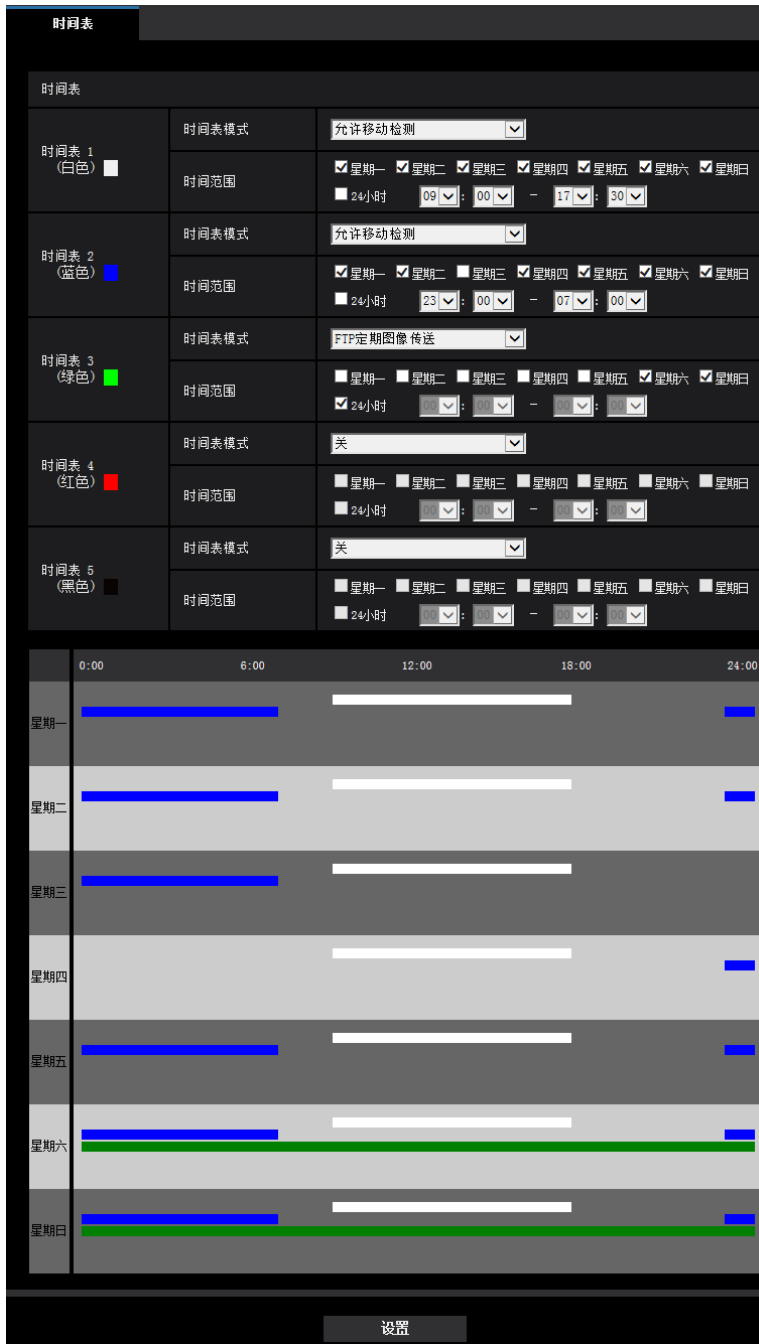 时间表
时间表
时间表 1
(白色)
时间表模式
允许移动检测
时间范围
星期一 星期二 星期三 星期四 星期五 星期六 星期日
24小时 09 : 00 － 17 : 30
时间表 2
(蓝色)
时间表模式
允许移动检测
时间范围
星期一 星期二 星期三 星期四 星期五 星期六 星期日
24小时 23 : 00 － 07 : 00
时间表 3
(绿色)
时间表模式
FTP定期图像传送
时间范围
星期一 星期二 星期三 星期四 星期五 星期六 星期日
24小时 00 : 00 － 00 : 00
时间表 4
(红色)
时间表模式
关
时间范围
星期一 星期二 星期三 星期四 星期五 星期六 星期日
24小时 00 : 00 － 00 : 00
时间表 5
(黑色)
时间表模式
关
时间范围
星期一 星期二 星期三 星期四 星期五 星期六 星期日
24小时 00 : 00 － 00 : 00
0:00 6:00 12:00 18:00 24:00
星期一
星期二
星期三
星期四
星期五
星期六
星期日
设置